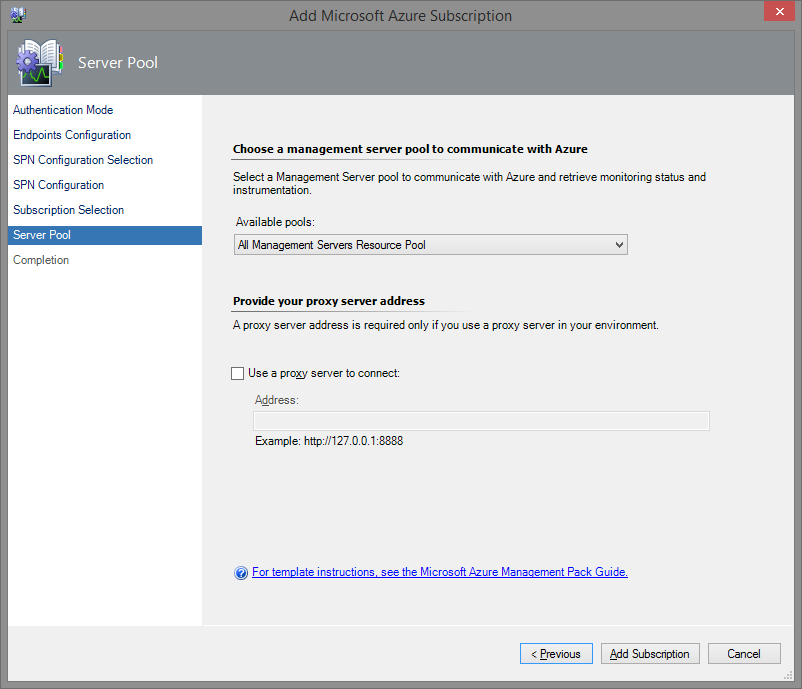 Add Microsoft Azure Subscription
Server Pool
Authentication Mode
Endpoints Configuration
SPN Configuration Selection
SPN Configuration
Subscription Selection
Server Pool
Completion
Choose a management server pool to communicate with Azure
Select a Management Server pool to communicate with Azure and retrieve monitoring status and
instrumentation.
Available pools:
All Management Servers Resource Pool
Provide your proxy server address
A proxy server address is required only if you use a proxy server in your environment.
Use a proxy server to connect:
Address:
Example: http://127.0.0.1:8888
For template instructions, see the Microsoft Azure Management Pack Guide.
< Previous
Add Subscription
Cancel